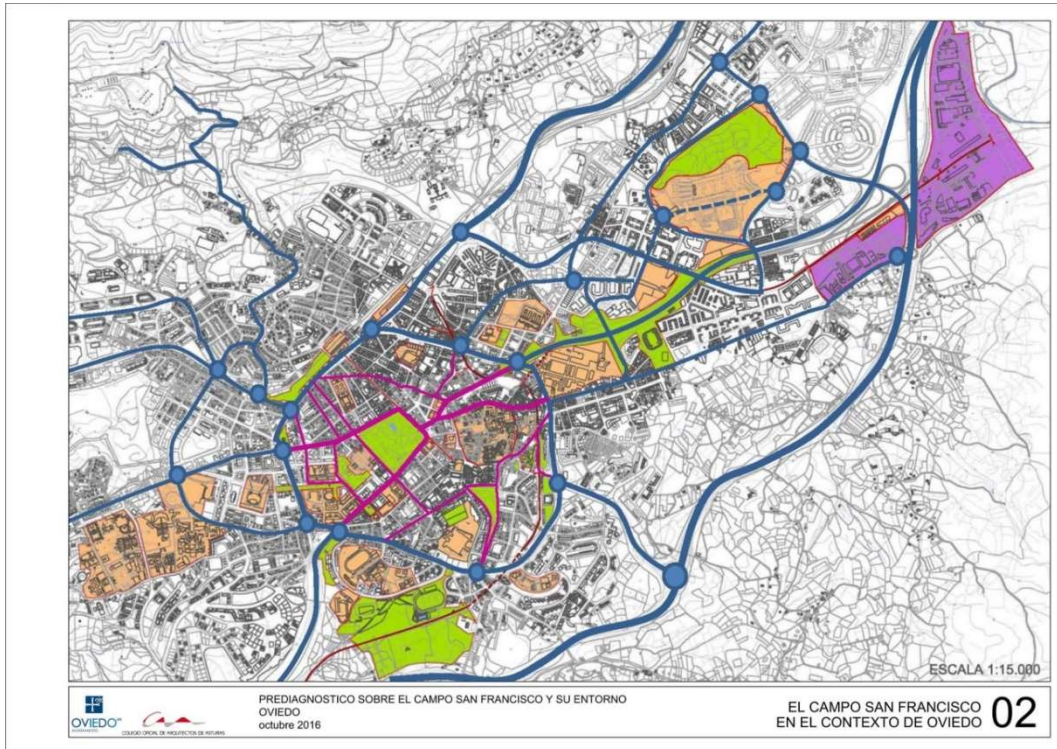 ESCALA 1:15.000
OVIEDO
COLEGIO OFICIAL DE ARQUITECTOS DE ASTURIAS
PREDIAGNOSTICO SOBRE EL CAMPO SAN FRANCISCO Y SU ENTORNO
OVIEDO
octubre 2016
EL CAMPO SAN FRANCISCO
EN EL CONTEXTO DE OVIEDO
02